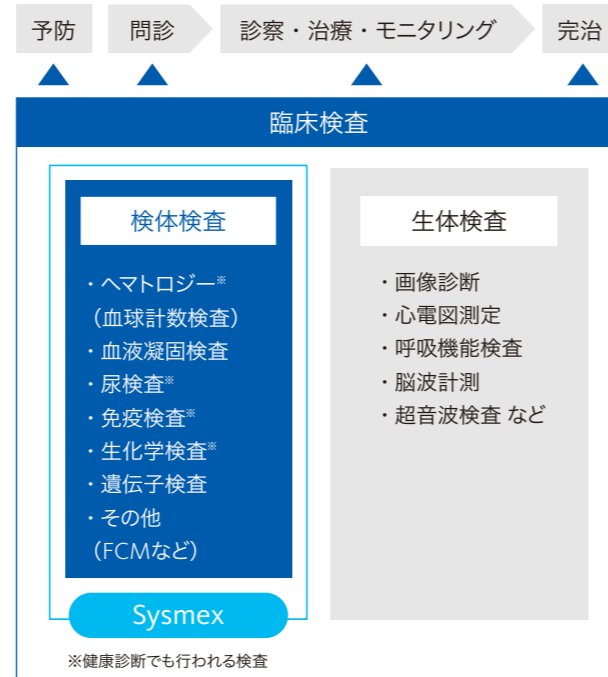 予防
問診
診察・治療・モニタリング
完治
臨床検査
検体検査
・ヘマトロジー※
（血球計数検査）
・血液凝固検査
・尿検査※
・免疫検査※
・生化学検査※
・遺伝子検査
・その他
（FCMなど）
Sysmex
※健康診断でも行われる検査
生体検査
・画像診断
・心電図測定
・呼吸機能検査
・脳波計測
・超音波検査 など